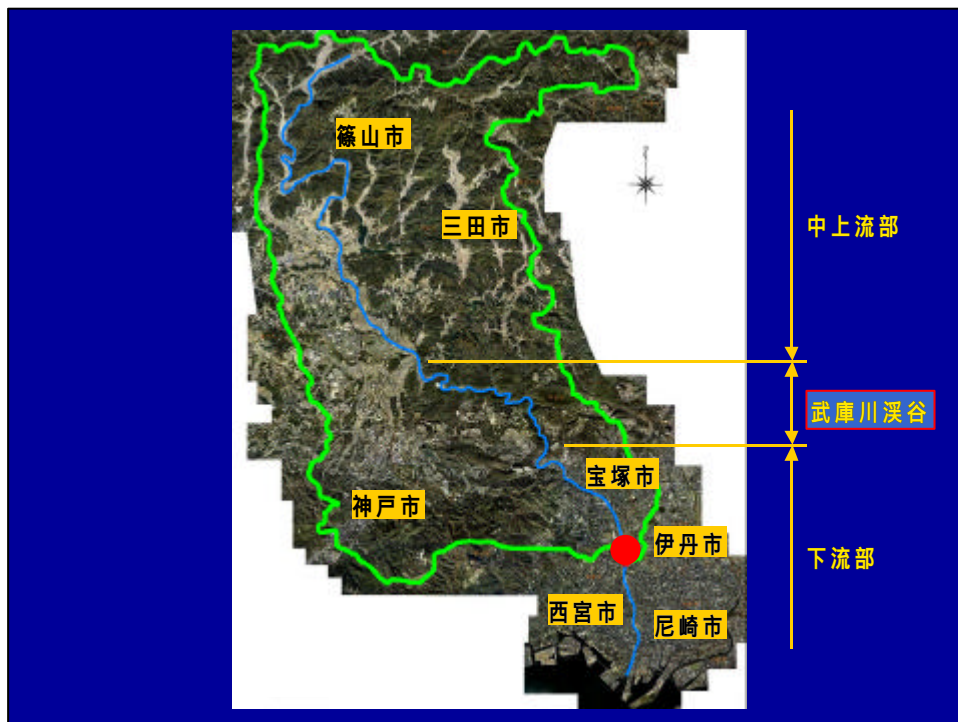 篠山市
三田市
中上流部
武庫川渓谷
宝塚市
神戸市
伊丹市
下流部
西宮市
尼崎市